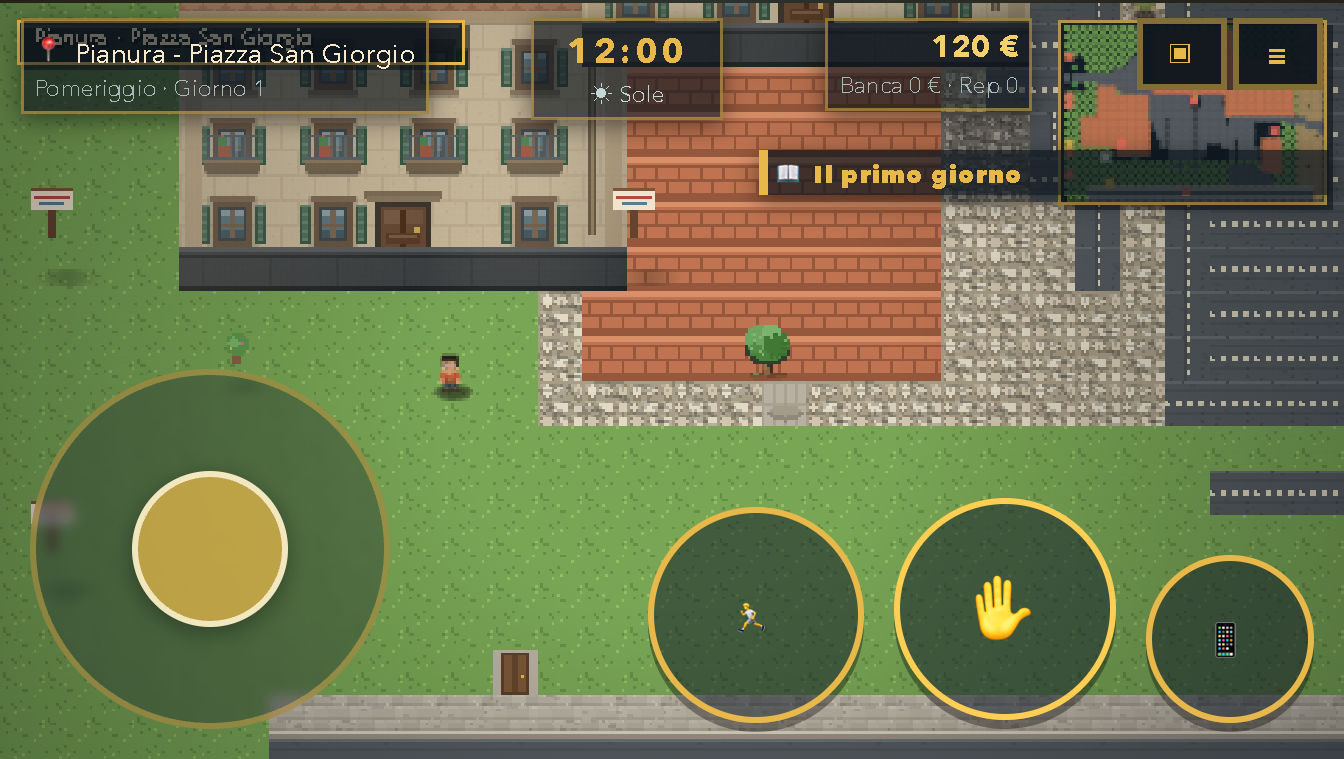 Pianura · Piazza San Giorgio
Pianura - Piazza San Giorgio
Pomeriggio · Giorno 1
12:00
Sole
120 €
Banca 0 € · Rep 0
Il primo giorno